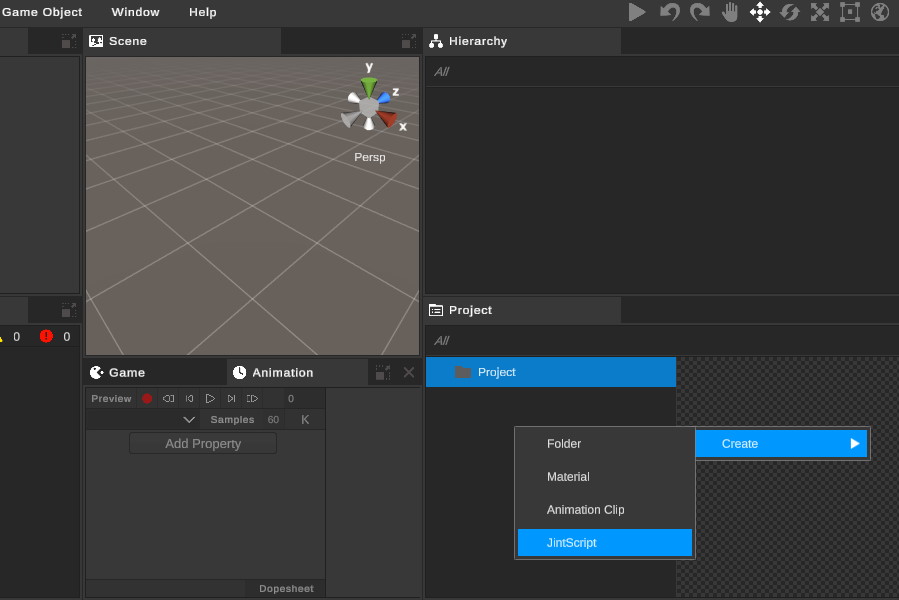 Game Object Window Help
Scene
Hierarchy
All
y
z
x
Persp
Project
0 0
All
Game Animation
Project
Preview 0
Samples 60 K
Add Property
Create
Folder
Material
Animation Clip
JintScript
Dopesheet